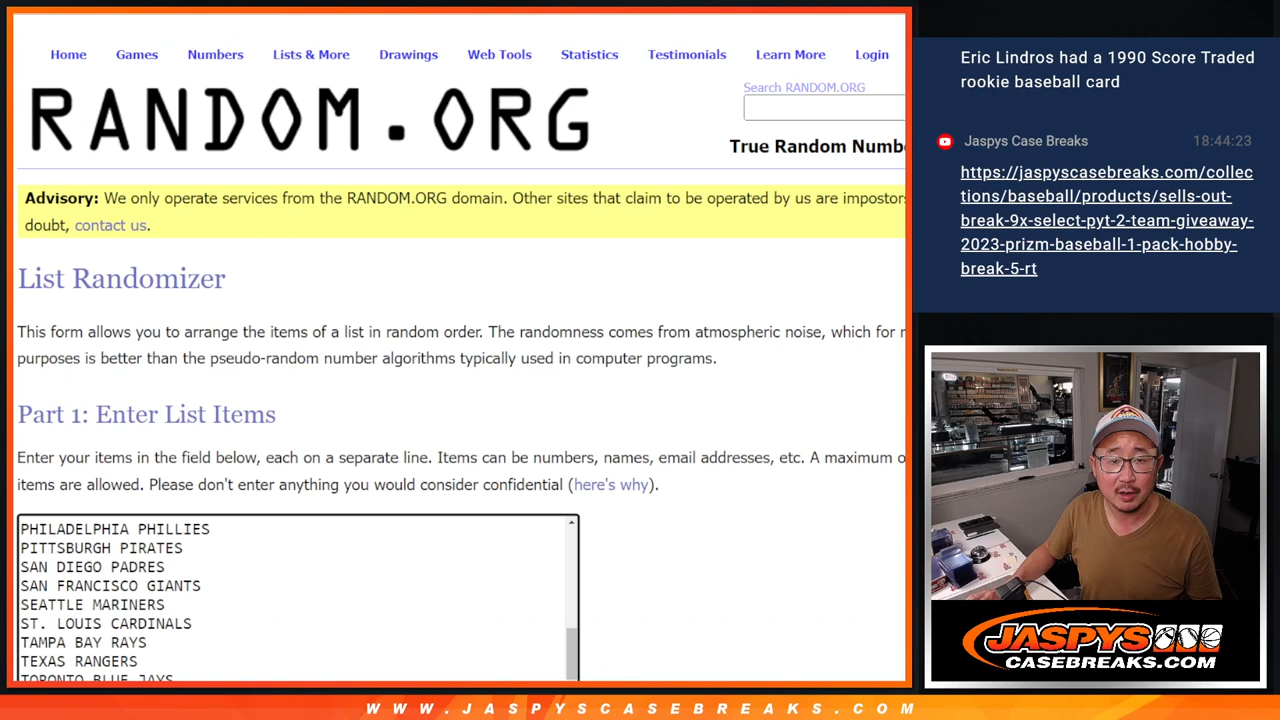 Home Games Numbers Lists & More Drawings Web Tools Statistics Testimonials Learn More Login
RANDOM.ORG
Search RANDOM.ORG
True Random Numbe
Advisory: We only operate services from the RANDOM.ORG domain. Other sites that claim to be operated by us are impostors
doubt, contact us.
List Randomizer
This form allows you to arrange the items of a list in random order. The randomness comes from atmospheric noise, which for r
purposes is better than the pseudo-random number algorithms typically used in computer programs.
Part 1: Enter List Items
Enter your items in the field below, each on a separate line. Items can be numbers, names, email addresses, etc. A maximum o
items are allowed. Please don't enter anything you would consider confidential (here's why).
PHILADELPHIA PHILLIES
PITTSBURGH PIRATES
SAN DIEGO PADRES
SAN FRANCISCO GIANTS
SEATTLE MARINERS
ST. LOUIS CARDINALS
TAMPA BAY RAYS
TEXAS RANGERS
TORONTO BLUE JAYS
Eric Lindros had a 1990 Score Traded
rookie baseball card
Jaspys Case Breaks 18:44:23
https://jaspyscasebreaks.com/collec
tions/baseball/products/sells-out-
break-9x-select-pyt-2-team-giveaway-
2023-prizm-baseball-1-pack-hobby-
break-5-rt
JASPYS
CASEBREAKS.COM
WWW.JASPYSCASEBREAKS.COM